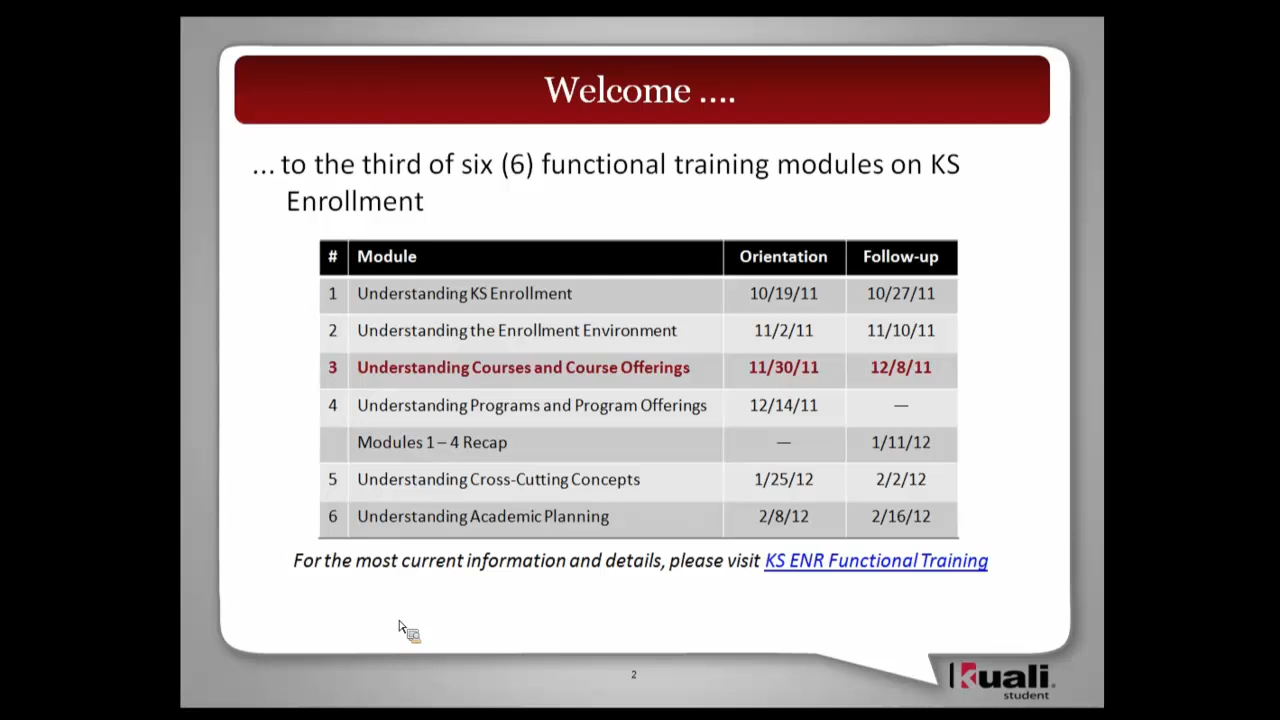 Welcome ....
... to the third of six (6) functional training modules on KS
Enrollment
# Module Orientation Follow-up
1 Understanding KS Enrollment 10/19/11 10/27/11
2 Understanding the Enrollment Environment 11/2/11 11/10/11
3 Understanding Courses and Course Offerings 11/30/11 12/8/11
4 Understanding Programs and Program Offerings 12/14/11 —
Modules 1 – 4 Recap — 1/11/12
5 Understanding Cross-Cutting Concepts 1/25/12 2/2/12
6 Understanding Academic Planning 2/8/12 2/16/12
For the most current information and details, please visit KS ENR Functional Training
2
kuali
student